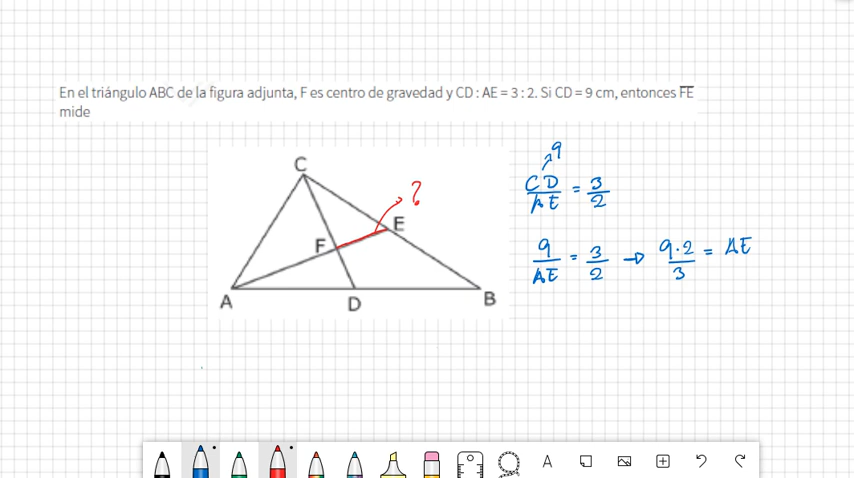 En el triángulo ABC de la figura adjunta, F es centro de gravedad y CD : AE = 3 : 2. Si CD = 9 cm, entonces FE
mide
C
9
?
CD/AE = 3/2
E
F
9/AE = 3/2 → 9·2/3 = AE
A
D
B
A